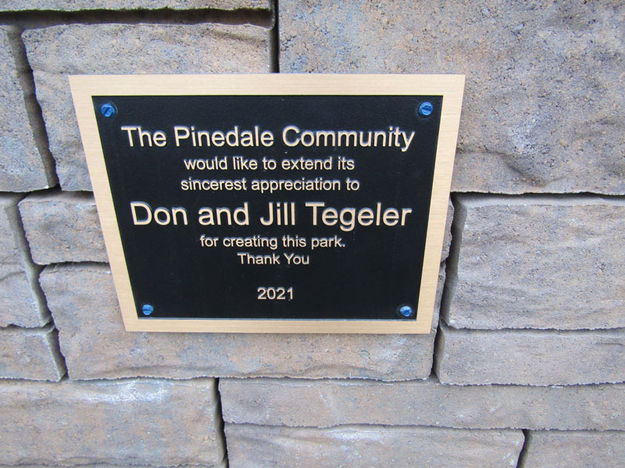 The Pinedale Community
would like to extend its
sincerest appreciation to
Don and Jill Tegeler
for creating this park.
Thank You
2021